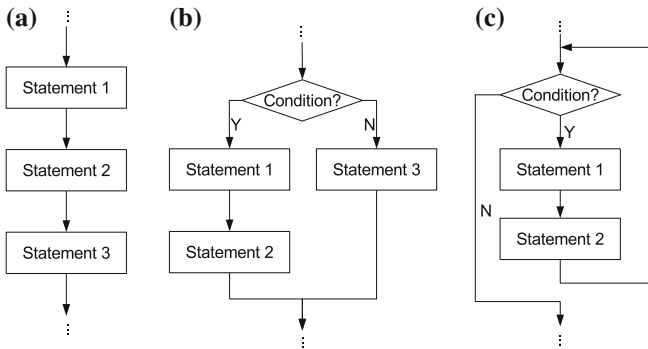 (a)
Statement 1
Statement 2
Statement 3
(b)
Condition?
Y
N
Statement 1
Statement 3
Statement 2
(c)
Condition?
Y
Statement 1
N
Statement 2